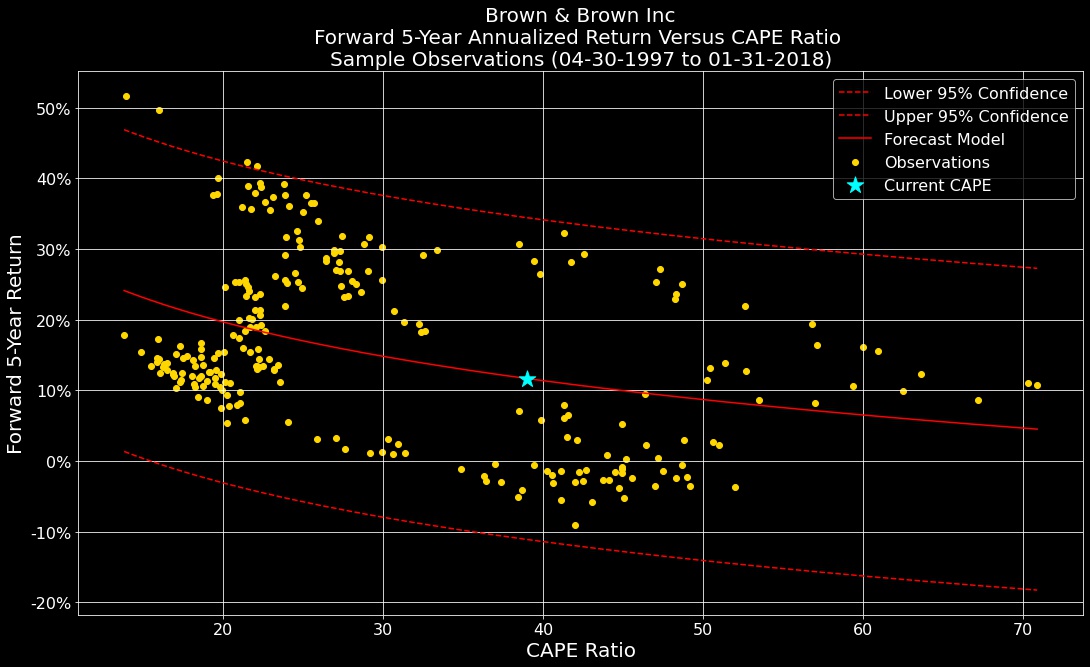 Brown & Brown Inc
Forward 5-Year Annualized Return Versus CAPE Ratio
Sample Observations (04-30-1997 to 01-31-2018)
Lower 95% Confidence
Upper 95% Confidence
Forecast Model
Observations
Current CAPE
Forward 5-Year Return
50%
40%
30%
20%
10%
0%
-10%
-20%
20 30 40 50 60 70
CAPE Ratio